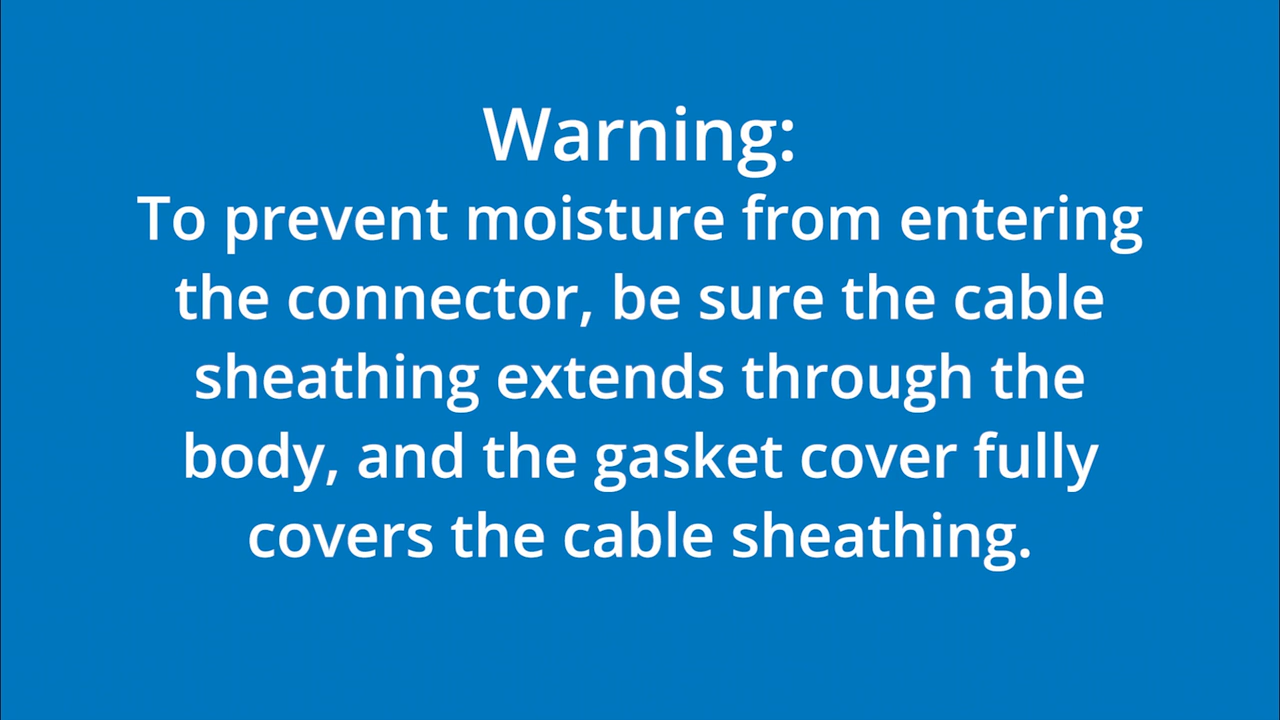 Warning:
To prevent moisture from entering
the connector, be sure the cable
sheathing extends through the
body, and the gasket cover fully
covers the cable sheathing.